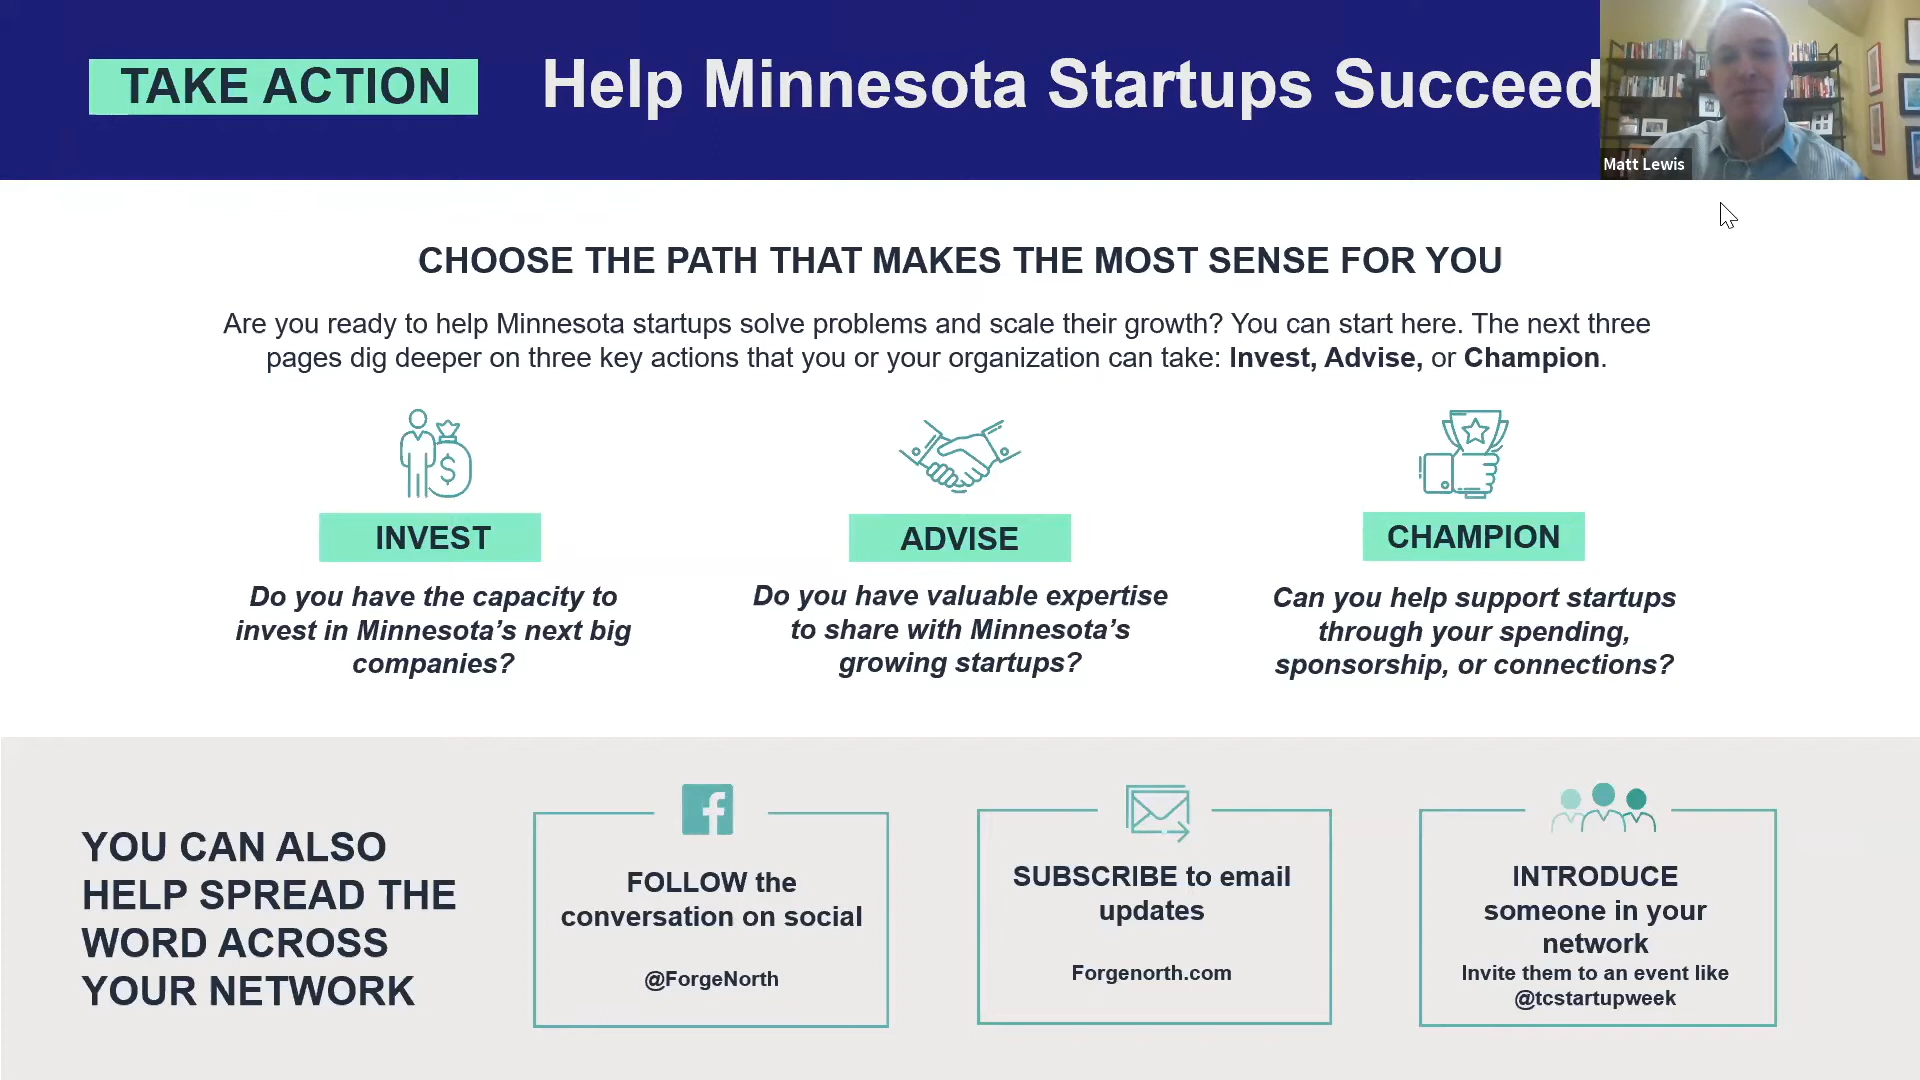 TAKE ACTION
Help Minnesota Startups Succeed
Matt Lewis
CHOOSE THE PATH THAT MAKES THE MOST SENSE FOR YOU
Are you ready to help Minnesota startups solve problems and scale their growth? You can start here. The next three
pages dig deeper on three key actions that you or your organization can take: Invest, Advise, or Champion.
$
INVEST
Do you have the capacity to
invest in Minnesota’s next big
companies?
ADVISE
Do you have valuable expertise
to share with Minnesota’s
growing startups?
CHAMPION
Can you help support startups
through your spending,
sponsorship, or connections?
YOU CAN ALSO
HELP SPREAD THE
WORD ACROSS
YOUR NETWORK
f
FOLLOW the
conversation on social
@ForgeNorth
SUBSCRIBE to email
updates
Forgenorth.com
INTRODUCE
someone in your
network
Invite them to an event like
@tcstartupweek